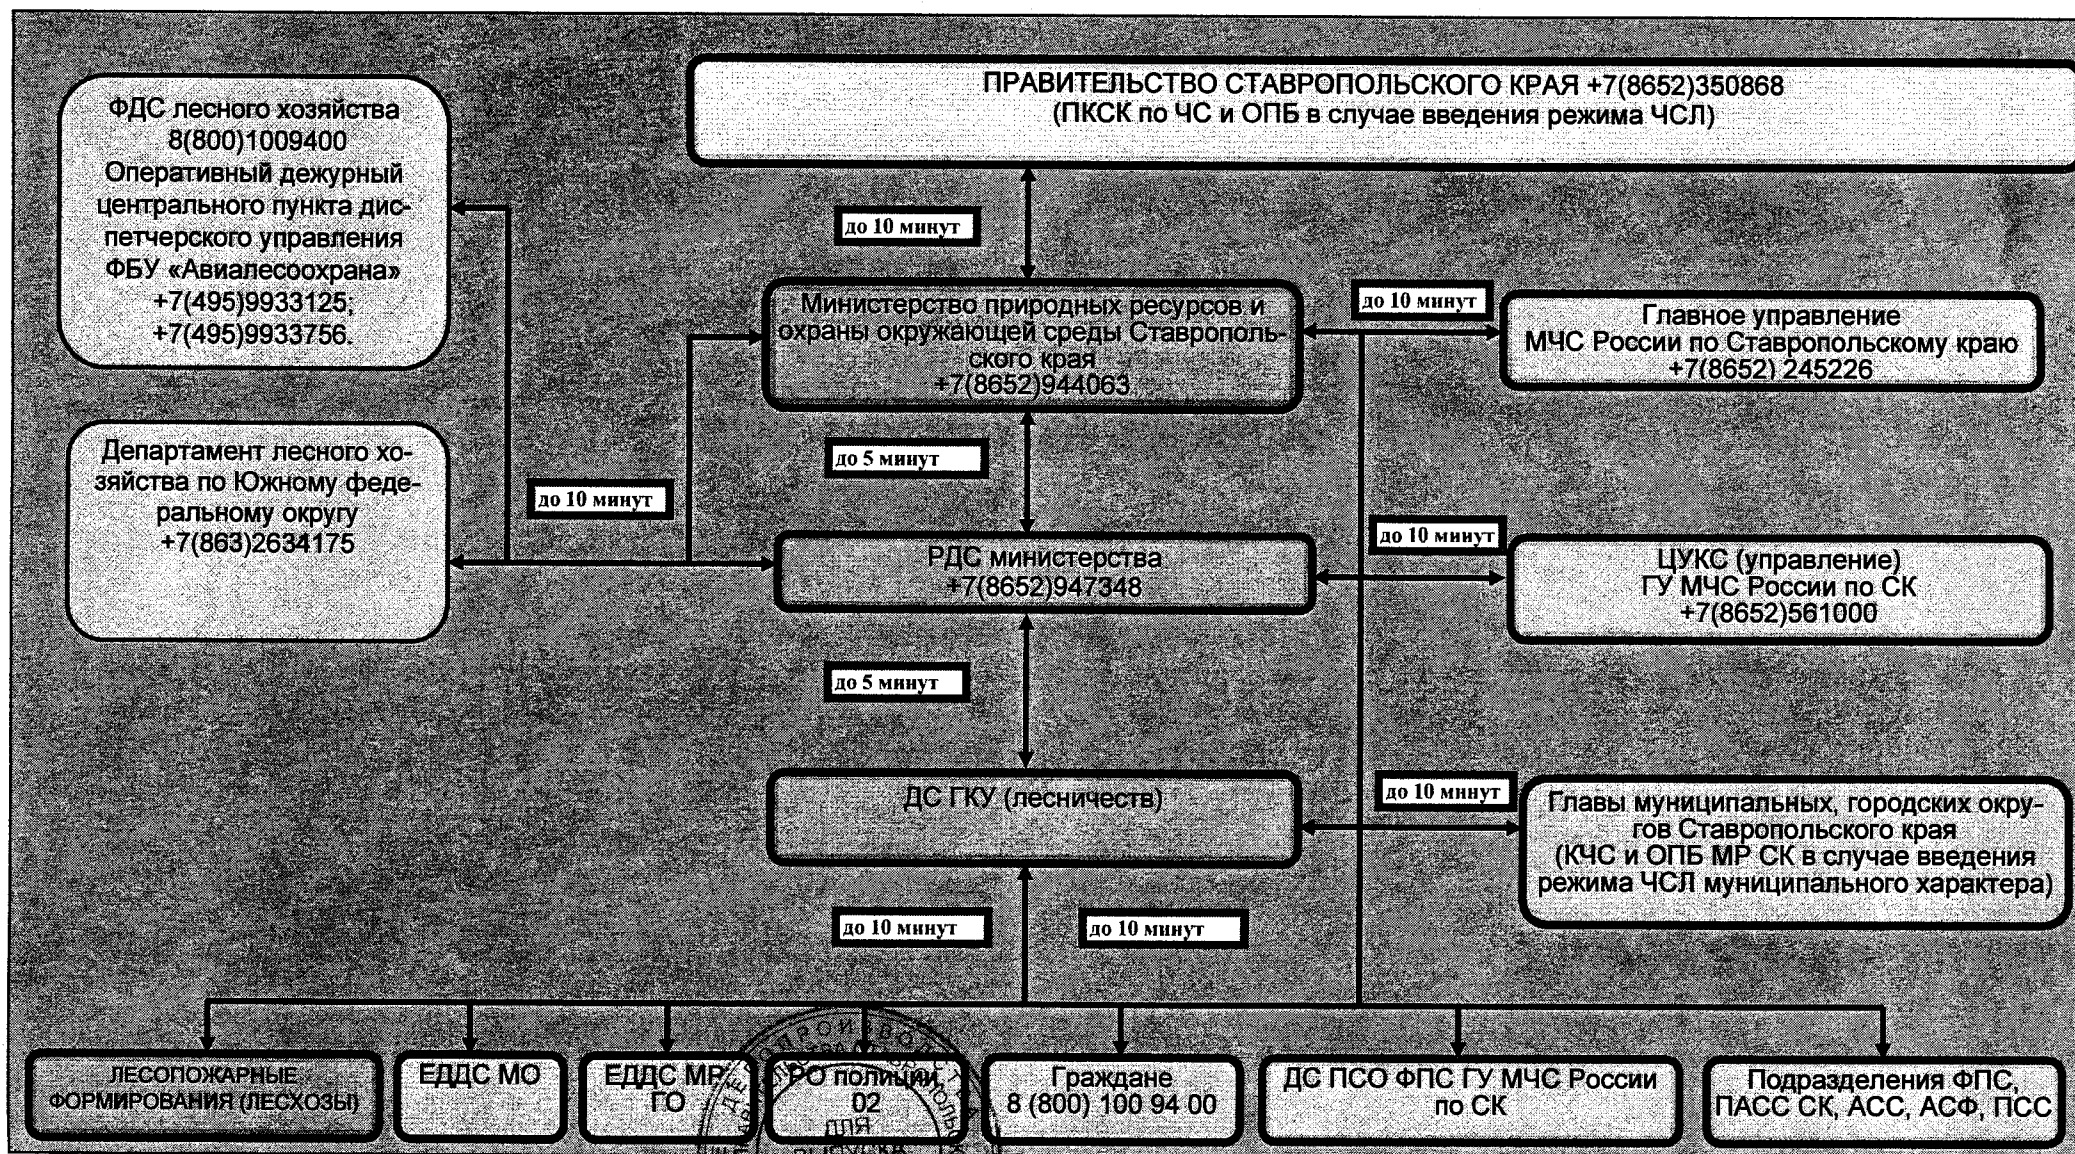 ПРАВИТЕЛЬСТВО СТАВРОПОЛЬСКОГО КРАЯ +7(8652)350868
(ПКСК по ЧС и ОПБ в случае введения режима ЧСЛ)
ФДС лесного хозяйства
8(800)1009400
Оперативный дежурный
центрального пункта дис-
петчерского управления
ФБУ «Авиалесоохрана»
+7(495)9933125;
+7(495)9933756.
до 10 минут
Министерство природных ресурсов и
охраны окружающей среды Ставрополь-
ского края
+7(8652)944063
до 10 минут
Главное управление
МЧС России по Ставропольскому краю
+7(8652) 245226
Департамент лесного хо-
зяйства по Южному феде-
ральному округу
+7(863)2634175
до 10 минут
до 5 минут
РДС министерства
+7(8652)947348
до 10 минут
ЦУКС (управление)
ГУ МЧС России по СК
+7(8652)561000
до 5 минут
ДС ГКУ (лесничеств)
до 10 минут
Главы муниципальных, городских окру-
гов Ставропольского края
(КЧС и ОПБ МР СК в случае введения
режима ЧСЛ муниципального характера)
до 10 минут
до 10 минут
ЛЕСОПОЖАРНЫЕ
ФОРМИРОВАНИЯ (ЛЕСХОЗЫ)
ЕДДС МО
ЕДДС МР
ГО
РО полиции
02
Граждане
8 (800) 100 94 00
ДС ПСО ФПС ГУ МЧС России
по СК
Подразделения ФПС,
ПАСС СК, АСС, АСФ, ПСС
ДЛЯ